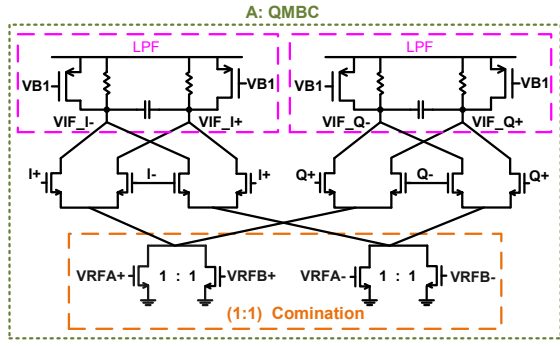 A: QMBC
LPF
LPF
VB1
VB1
VB1
VB1
VIF_I-
VIF_I+
VIF_Q-
VIF_Q+
I+
I-
I+
Q+
Q-
Q+
VRFA+
1 : 1
VRFB+
VRFA-
1 : 1
VRFB-
(1:1) Comination